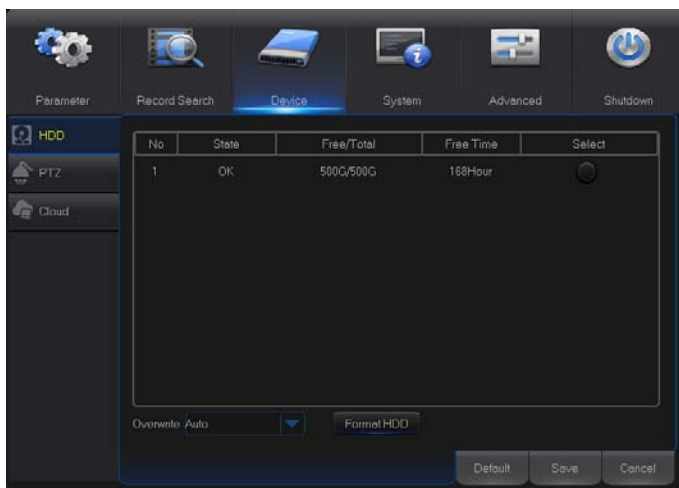 Parameter Record Search Device System Advanced Shutdown
HDD
PTZ
Cloud
No State Free/Total Free Time Select
1 OK 500G/500G 168Hour
Overwrite Auto Format HDD
Default Save Cancel